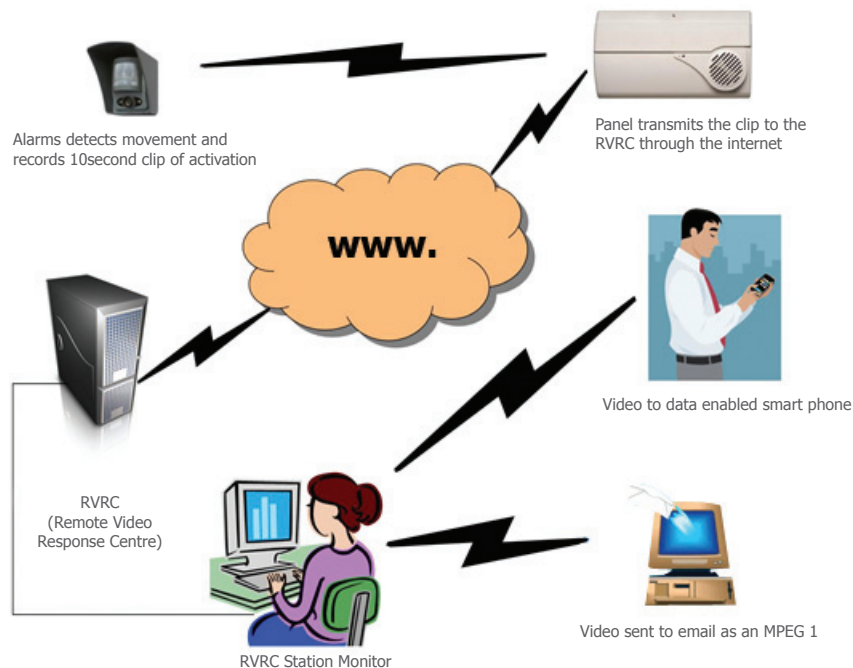 Alarms detects movement and
records 10second clip of activation
Panel transmits the clip to the
RVRC through the internet
www.
Video to data enabled smart phone
RVRC
(Remote Video
Response Centre)
Video sent to email as an MPEG 1
RVRC Station Monitor